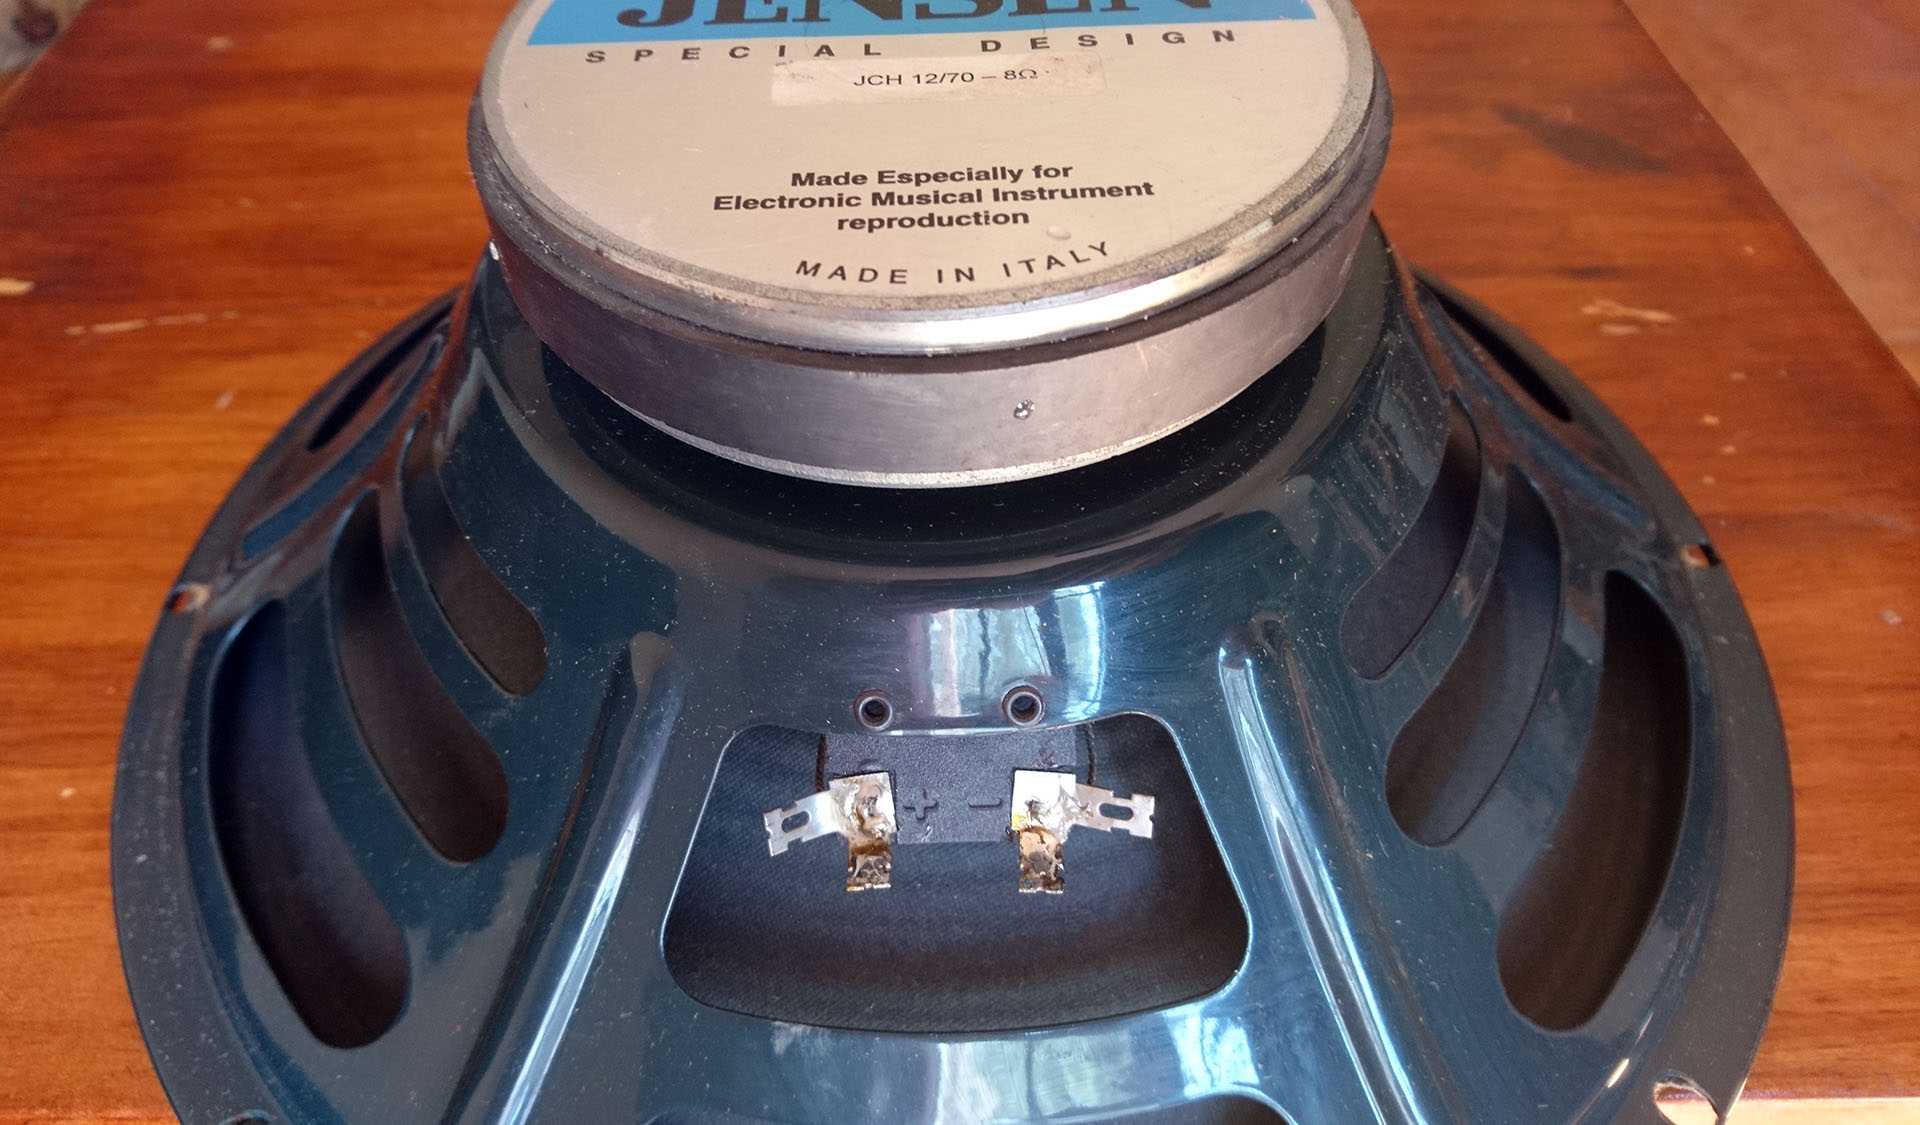 JENSEN
SPECIAL DESIGN
JCH 12/70 – 8Ω
Made Especially for
Electronic Musical Instrument
reproduction
MADE IN ITALY
+ –